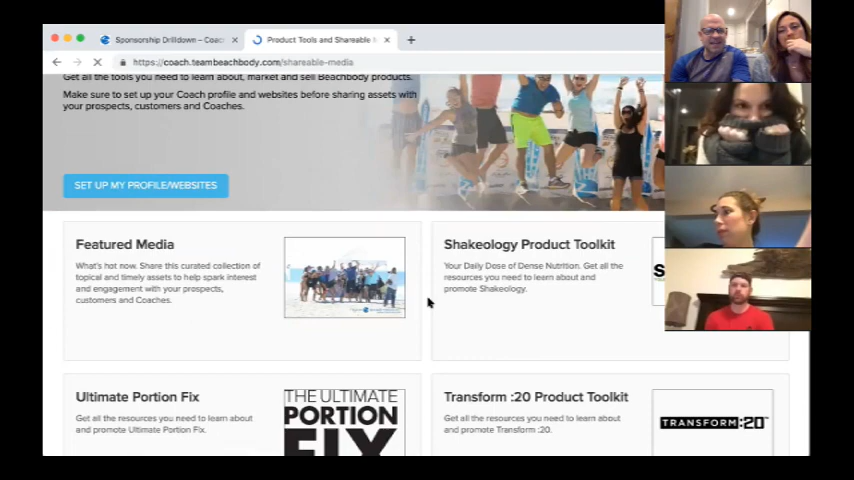 Sponsorship Drilldown – Coac
Product Tools and Shareable
https://coach.teambeachbody.com/shareable-media
Get all the tools you need to learn about, market and sell Beachbody products.
Make sure to set up your Coach profile and websites before sharing assets with
your prospects, customers and Coaches.
SET UP MY PROFILE/WEBSITES
Featured Media
What's hot now. Share this curated collection of
topical and timely assets to help spark interest
and engagement with your prospects,
customers and Coaches.
Shakeology Product Toolkit
Your Daily Dose of Dense Nutrition. Get all the
resources you need to learn about and
promote Shakeology.
S
Ultimate Portion Fix
Get all the resources you need to learn about
and promote Ultimate Portion Fix.
THE ULTIMATE
PORTION
FIX
Transform :20 Product Toolkit
Get all the resources you need to learn about
and promote Transform :20.
TRANSFORM:20